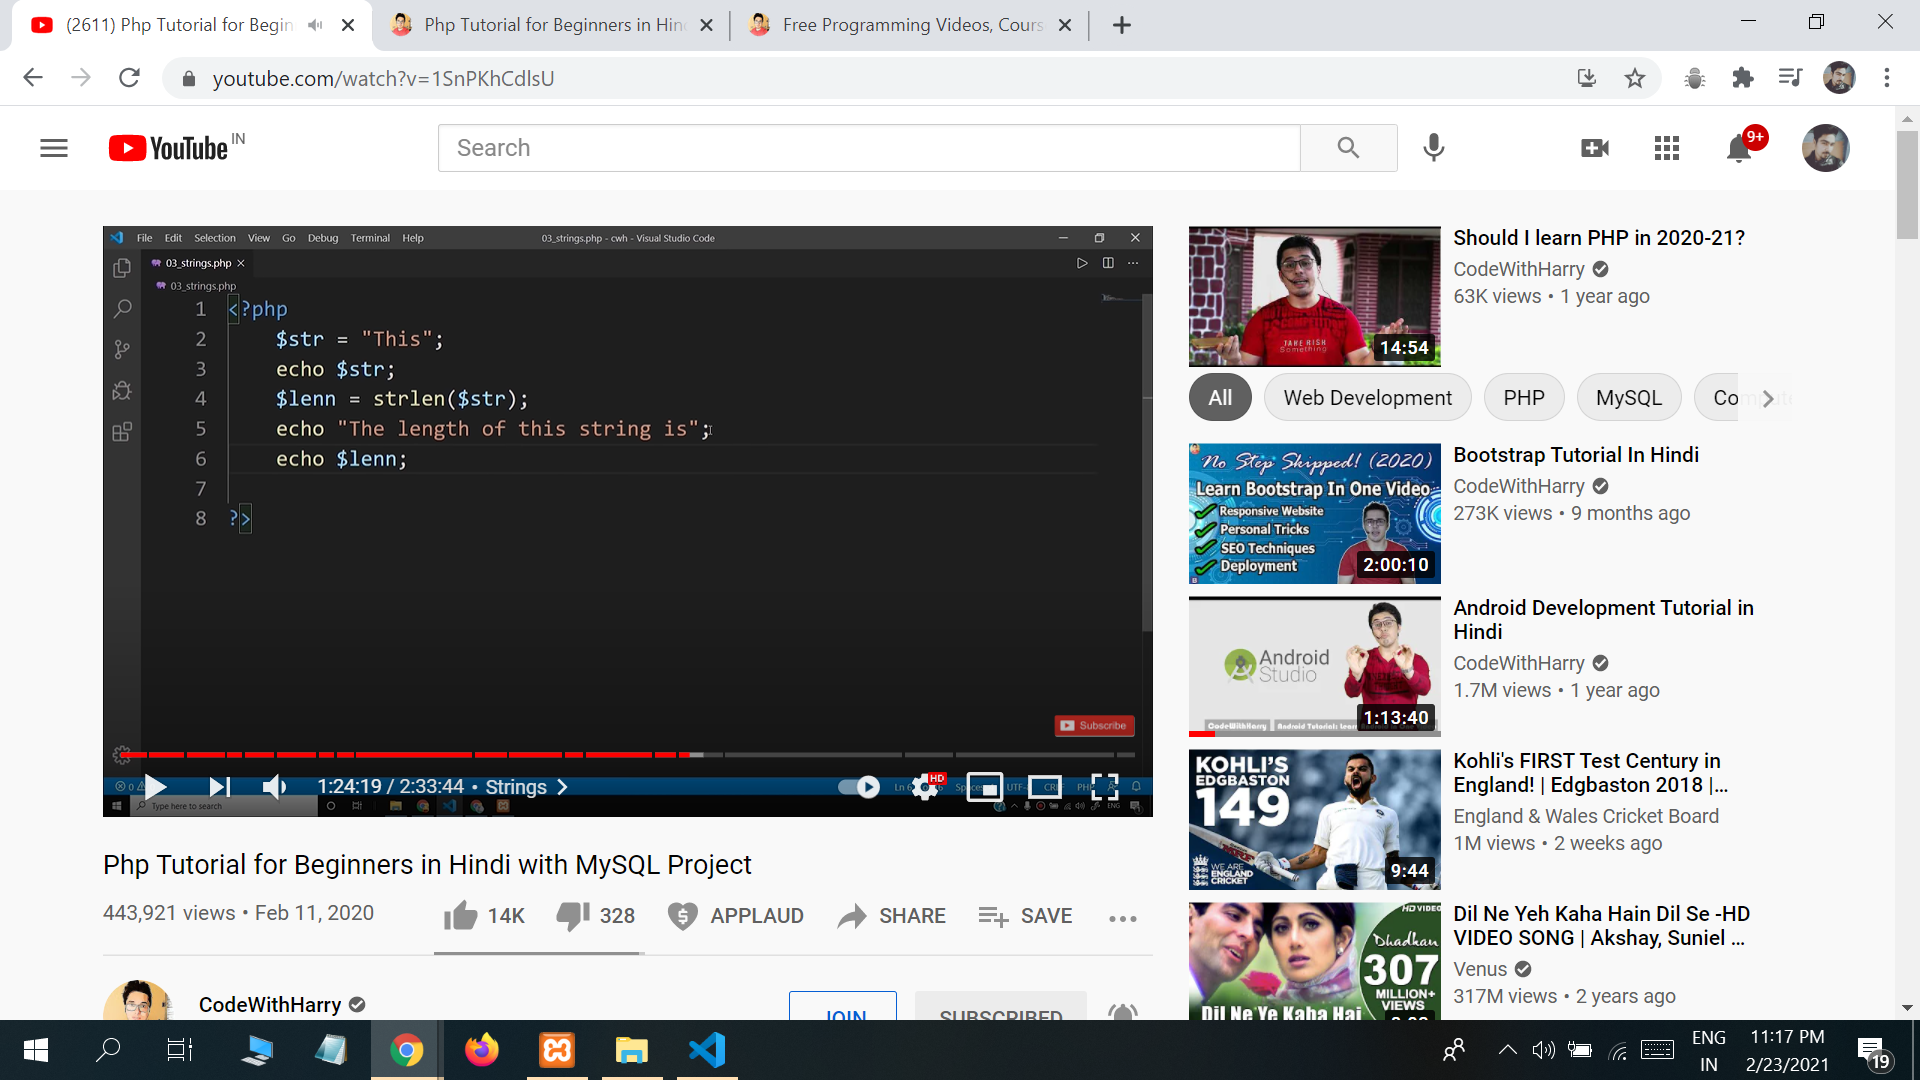 (2611) Php Tutorial for Begin
Php Tutorial for Beginners in Hin
Free Programming Videos, Cours
youtube.com/watch?v=1SnPKhCdlsU
YouTube IN
Search
9+
File Edit Selection View Go Debug Terminal Help
03_strings.php - cwh - Visual Studio Code
03_strings.php
03_strings.php
1 <?php
2 $str = "This";
3 echo $str;
4 $lenn = strlen($str);
5 echo "The length of this string is";
6 echo $lenn;
7
8 ?>
Subscribe
1:24:19 / 2:33:44 • Strings
HD
Type here to search
Php Tutorial for Beginners in Hindi with MySQL Project
443,921 views • Feb 11, 2020
14K
328
APPLAUD
SHARE
SAVE
CodeWithHarry
JOIN
SUBSCRIBED
TAKE RISK
Something
14:54
Should I learn PHP in 2020-21?
CodeWithHarry
63K views • 1 year ago
All
Web Development
PHP
MySQL
No Step Skipped! (2020)
Learn Bootstrap In One Video
Responsive Website
Personal Tricks
SEO Techniques
Deployment
2:00:10
Bootstrap Tutorial In Hindi
CodeWithHarry
273K views • 9 months ago
Android
Studio
CodeWithHarry
1:13:40
Android Development Tutorial in
Hindi
CodeWithHarry
1.7M views • 1 year ago
KOHLI'S
EDGBASTON
149
WE ARE
ENGLAND
CRICKET
9:44
Kohli's FIRST Test Century in
England! | Edgbaston 2018 |...
England & Wales Cricket Board
1M views • 2 weeks ago
HD VIDEO
Dhadkan
307
MILLION+
VIEWS
Dil Ne Ye Kaha Hai
Dil Ne Yeh Kaha Hain Dil Se -HD
VIDEO SONG | Akshay, Suniel ...
Venus
317M views • 2 years ago
ENG
IN
11:17 PM
2/23/2021
19